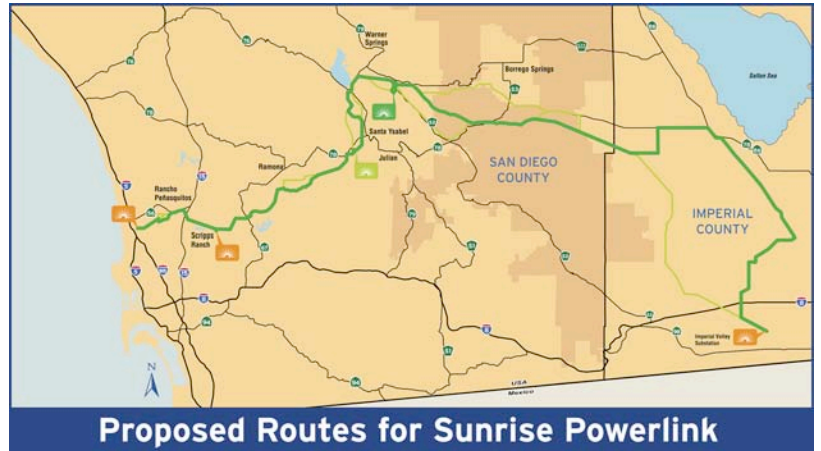 Warner
Springs
Borrego Springs
Salton Sea
Santa Ysabel
Ramona
Julian
SAN DIEGO
COUNTY
Rancho
Peñasquitos
IMPERIAL
COUNTY
Scripps
Ranch
Imperial Valley
Substation
N
USA
Mexico
Proposed Routes for Sunrise Powerlink